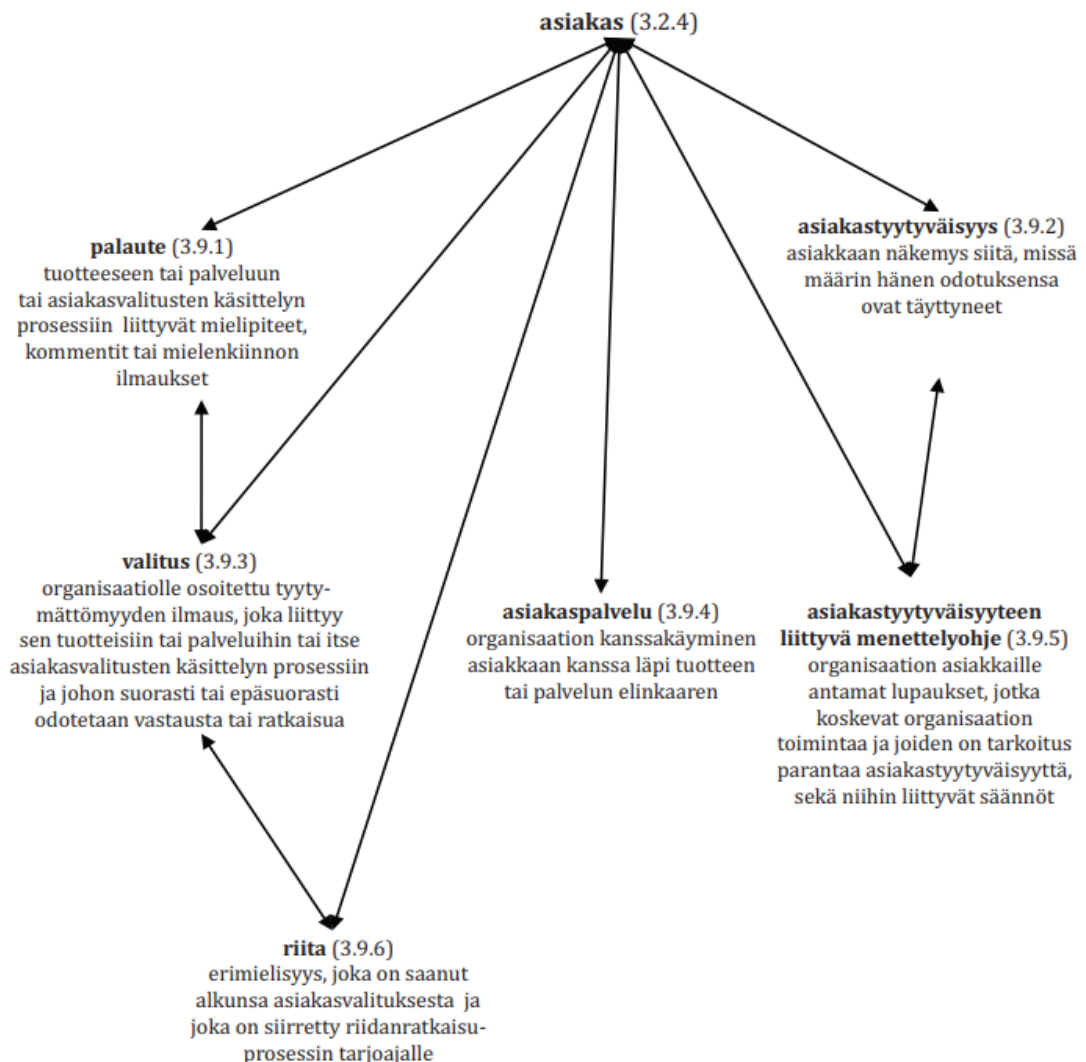 asiakas (3.2.4)
palaute (3.9.1)
tuotteeseen tai palveluun
tai asiakasvalitusten käsittelyn
prosessiin liittyvät mielipiteet,
kommentit tai mielenkiinnon
ilmaukset
asiakastyytyväisyys (3.9.2)
asiakkaan näkemys siitä, missä
määrin hänen odotuksensa
ovat täyttyneet
valitus (3.9.3)
organisaatiolle osoitettu tyyty-
mättömyyden ilmaus, joka liittyy
sen tuotteisiin tai palveluihin tai itse
asiakasvalitusten käsittelyn prosessiin
ja johon suorasti tai epäsuorasti
odotetaan vastausta tai ratkaisua
asiakaspalvelu (3.9.4)
organisaation kanssakäyminen
asiakkaan kanssa läpi tuotteen
tai palvelun elinkaaren
asiakastyytyväisyyteen
liittyvä menettelyohje (3.9.5)
organisaation asiakkaille
antamat lupaukset, jotka
koskevat organisaation
toimintaa ja joiden on tarkoitus
parantaa asiakastyytyväisyyttä,
sekä niihin liittyvät säännöt
riita (3.9.6)
erimielisyys, joka on saanut
alkunsa asiakasvalituksesta ja
joka on siirretty riidanratkaisu-
prosessin tarjoajalle